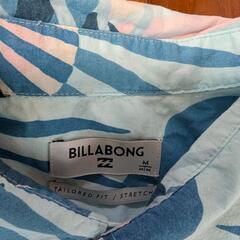 BILLABONG
M
TAILORED FIT / STRETCH